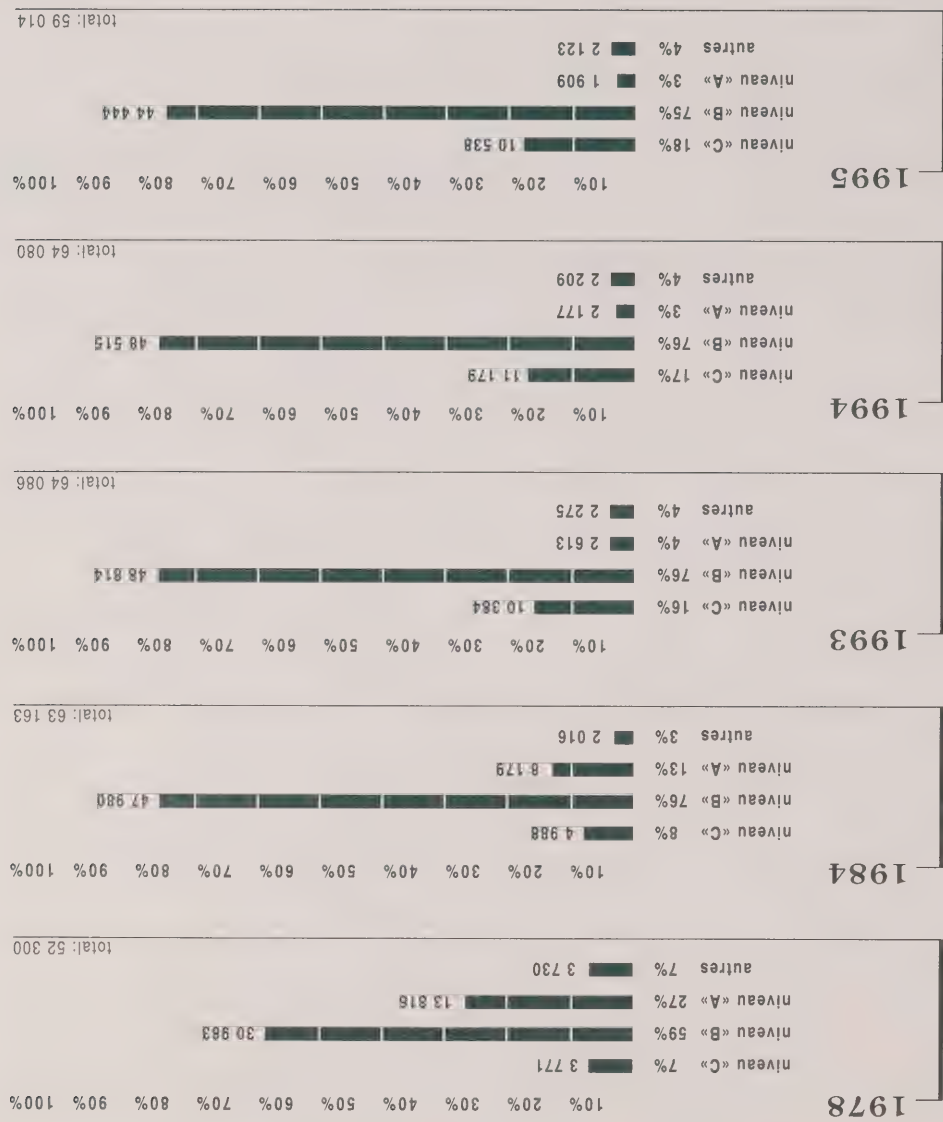 1978
10% 20% 30% 40% 50% 60% 70% 80% 90% 100%
niveau «C» 7% 3 771
niveau «B» 59% 30 983
niveau «A» 27% 13 816
autres 7% 3 730
total: 52 300
1984
10% 20% 30% 40% 50% 60% 70% 80% 90% 100%
niveau «C» 8% 4 988
niveau «B» 76% 47 980
niveau «A» 13% 8 179
autres 3% 2 016
total: 63 163
1993
10% 20% 30% 40% 50% 60% 70% 80% 90% 100%
niveau «C» 16% 10 384
niveau «B» 76% 48 814
niveau «A» 4% 2 613
autres 4% 2 275
total: 64 086
1994
10% 20% 30% 40% 50% 60% 70% 80% 90% 100%
niveau «C» 17% 11 179
niveau «B» 76% 48 515
niveau «A» 3% 2 177
autres 4% 2 209
total: 64 080
1995
10% 20% 30% 40% 50% 60% 70% 80% 90% 100%
niveau «C» 18% 10 538
niveau «B» 75% 44 444
niveau «A» 3% 1 909
autres 4% 2 123
total: 59 014